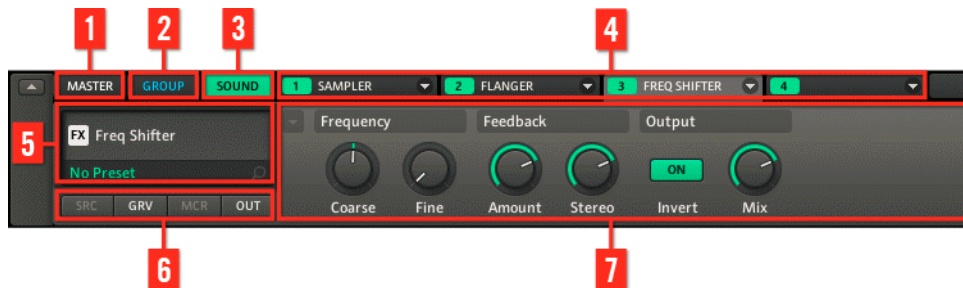 1 2 3 4
MASTER GROUP SOUND 1 SAMPLER 2 FLANGER 3 FREQ SHIFTER 4
5
FX Freq Shifter
No Preset
SRC GRV MCR OUT
Frequency Feedback Output
ON
Coarse Fine Amount Stereo Invert Mix
6 7